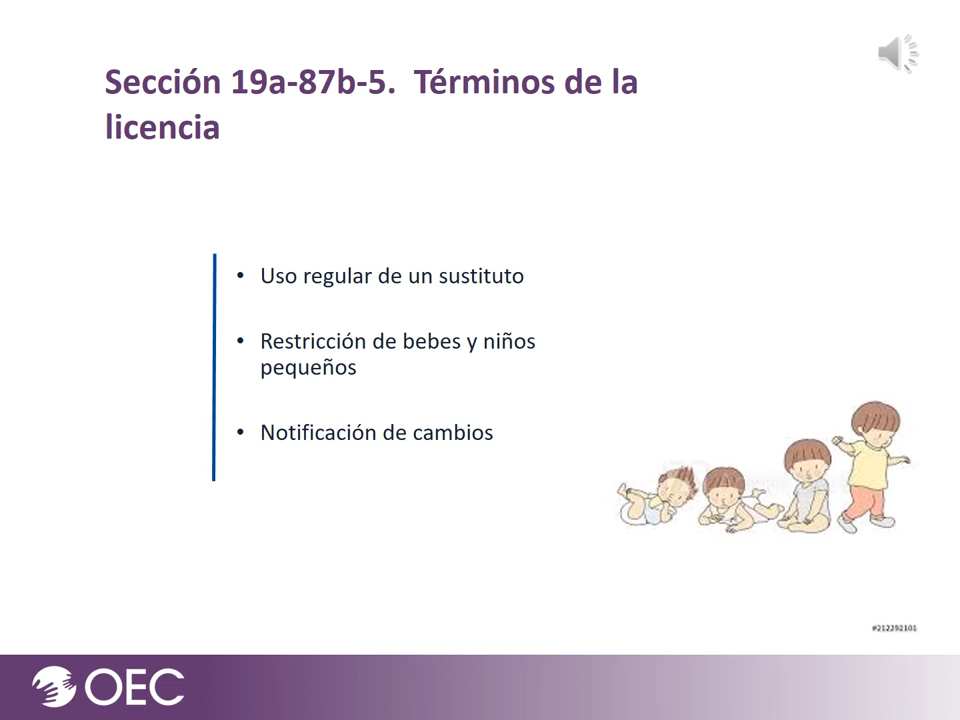 Sección 19a-87b-5. Términos de la
licencia
• Uso regular de un sustituto
• Restricción de bebes y niños
pequeños
• Notificación de cambios
#212292101
OEC